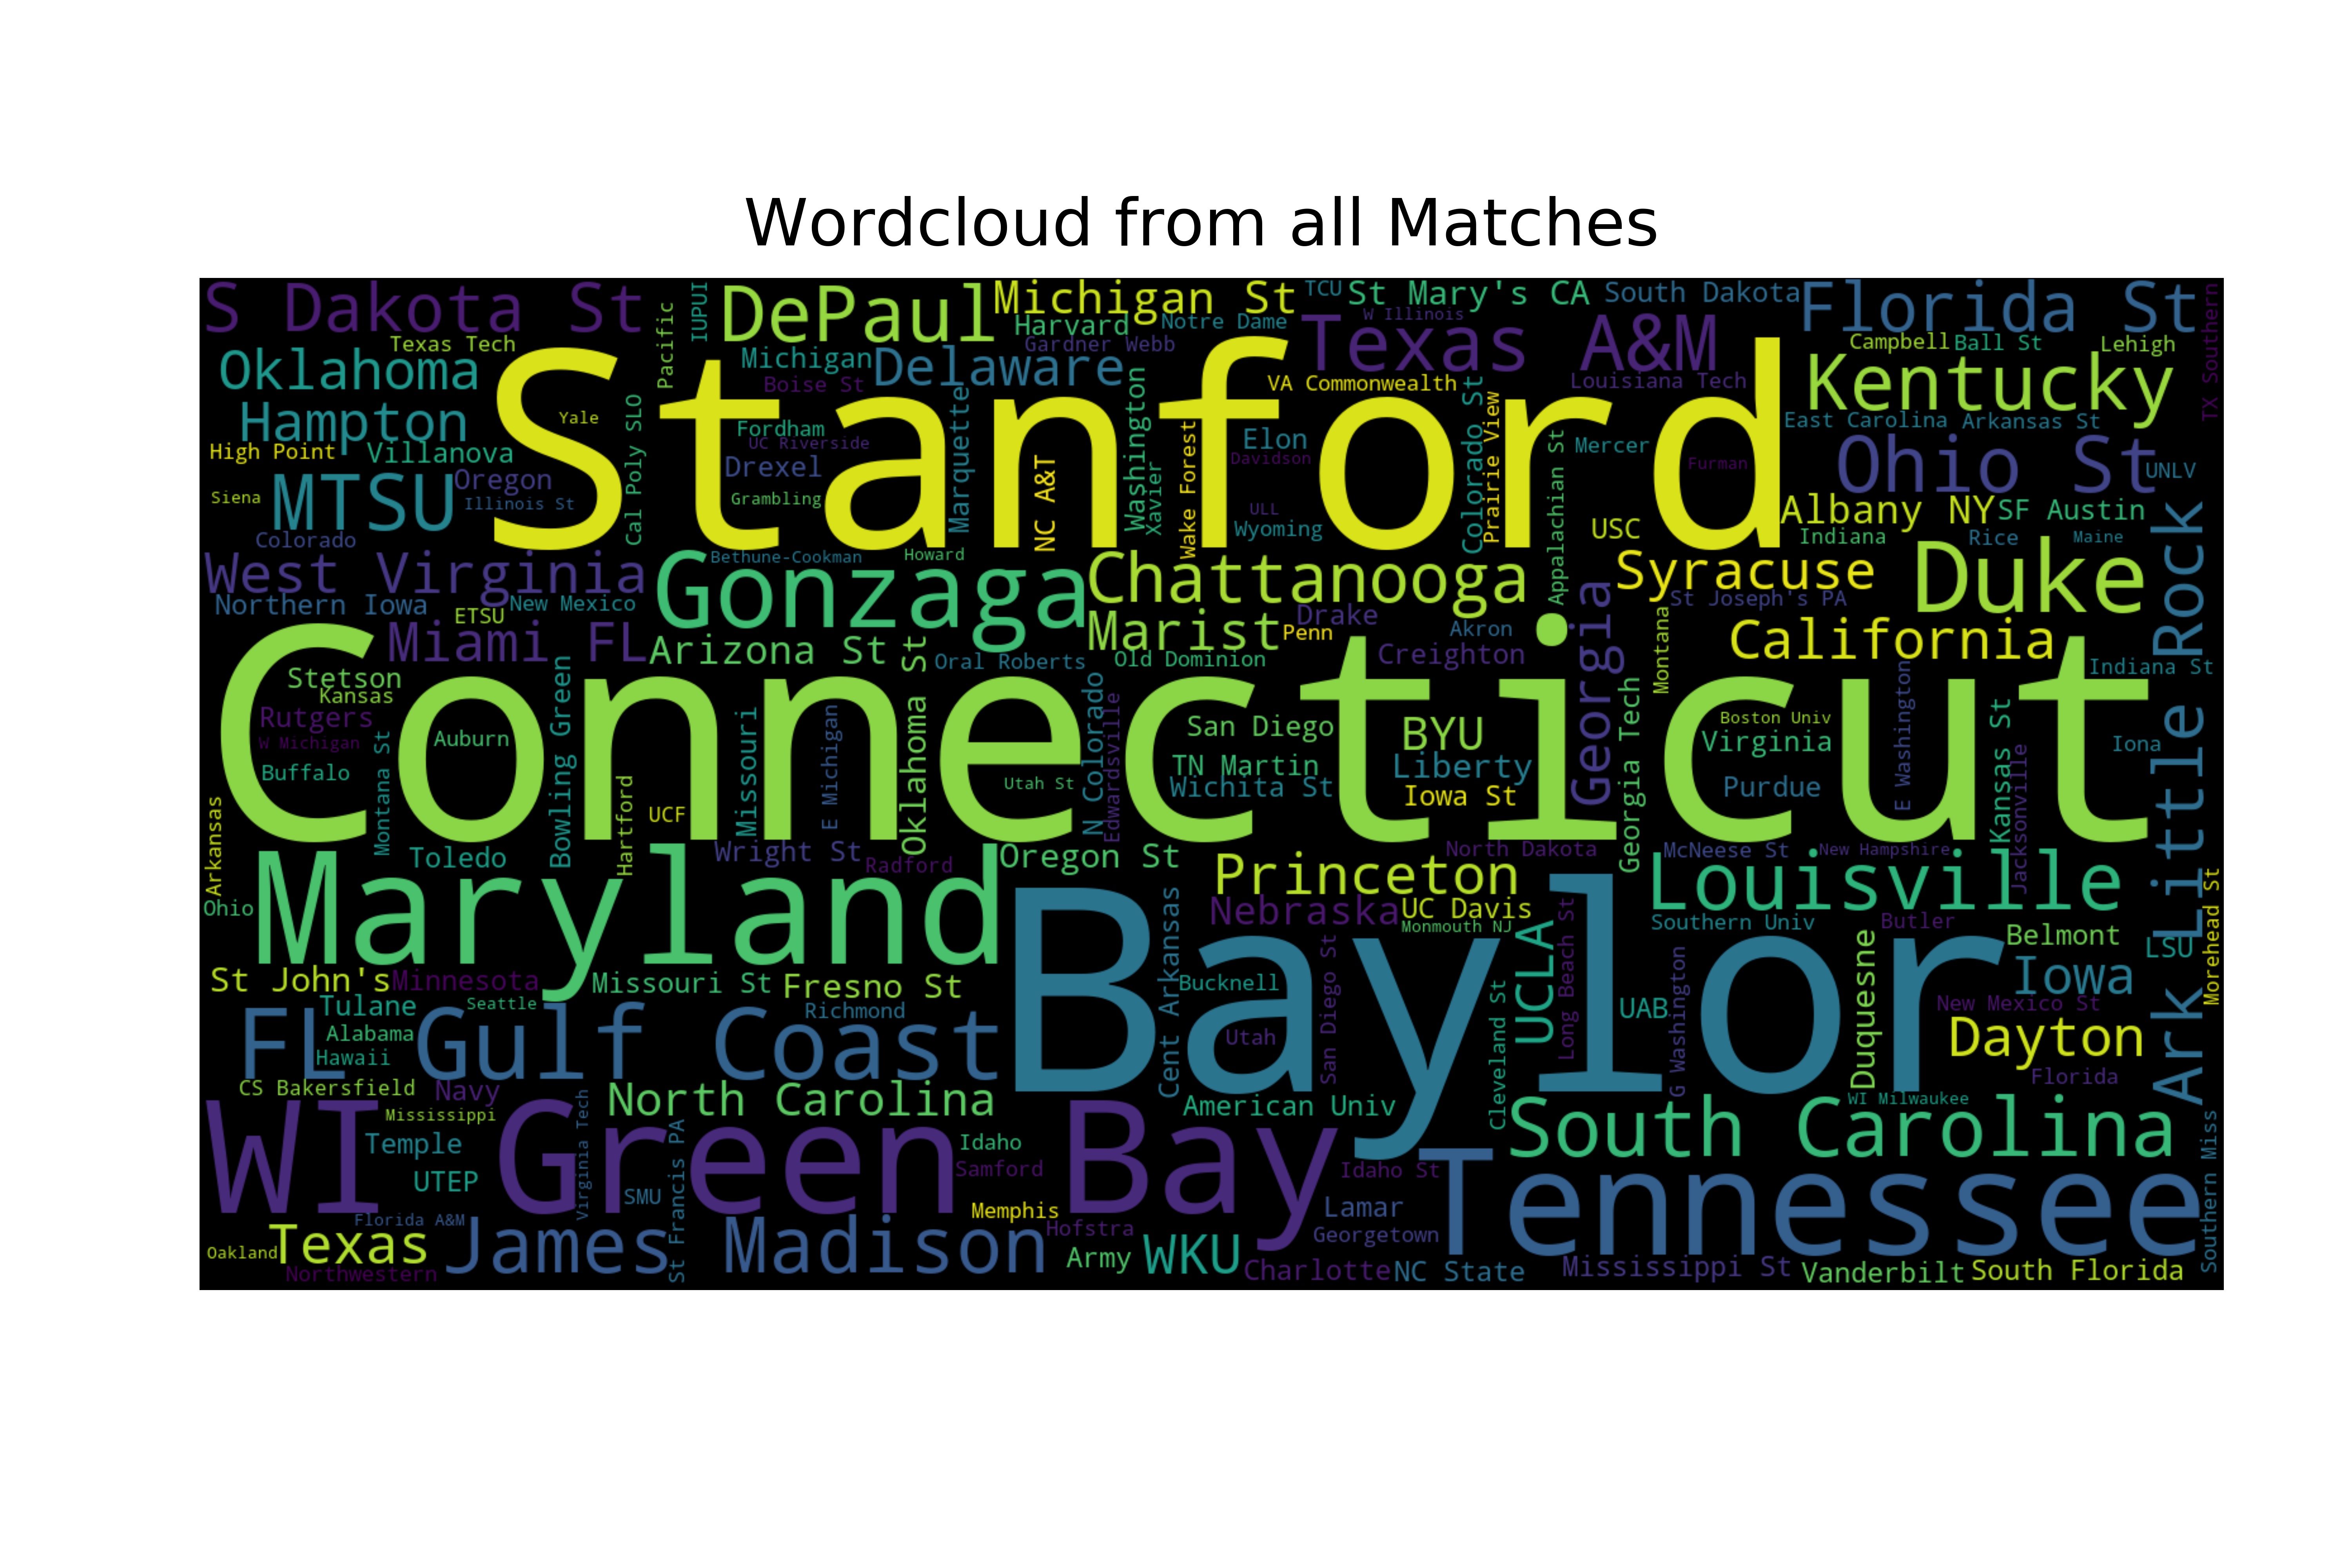 Wordcloud from all Matches
S Dakota St
Pacific
IUPUI
DePaul
Michigan St
TCU
St Mary's CA
South Dakota
Florida St
TX Southern
Texas Tech
Harvard
Notre Dame
W Illinois
Texas A&M
Gardner Webb
Campbell
Ball St
Lehigh
Oklahoma
Michigan
Delaware
Kentucky
Boise St
VA Commonwealth
Louisiana Tech
Stanford
Hampton
Yale
Cal Poly SLO
Fordham
UC Riverside
Marquette
Washington
Wake Forest
Elon
Colorado St
Prairie View
Appalachian St
Mercer
East Carolina
Arkansas St
High Point
Villanova
Drexel
Xavier
Davidson
Furman
Ohio St
UNLV
Oregon
MTSU
Siena
Illinois St
Grambling
NC A&T
ULL
Wyoming
USC
Albany NY
SF Austin
Colorado
Indiana
Rice
Maine
West Virginia
Bethune-Cookman
Howard
Gonzaga
Chattanooga
Syracuse
Duke
Northern Iowa
ETSU
New Mexico
Drake
Georgia
St Joseph's PA
Montana
Miami FL
Arizona St
Marist
Penn
Akron
California
Ark Little Rock
Oral Roberts
Old Dominion
Creighton
Indiana St
Connecticut
Stetson
Kansas
Rutgers
W Michigan
Auburn
Buffalo
Montana St
Bowling Green
Hartford
UCF
Missouri
E Michigan
Oklahoma St
Utah St
N Colorado
Edwardsville
San Diego
TN Martin
Wichita St
BYU
Liberty
Iowa St
Georgia Tech
Boston Univ
Virginia
Purdue
E Washington
Kansas St
Jacksonville
Iona
Arkansas
Toledo
Wright St
Radford
Oregon St
North Dakota
McNeese St
New Hampshire
Ohio
Maryland
Princeton
Louisville
Morehead St
Nebraska
UC Davis
Monmouth NJ
Southern Univ
Butler
Belmont
LSU
Baylor
Cent Arkansas
Bucknell
San Diego St
Cleveland St
UCLA
Long Beach St
UAB
G Washington
Duquesne
Iowa
New Mexico St
St John's
Minnesota
Missouri St
Fresno St
Tulane
Seattle
Richmond
Alabama
Hawaii
FL Gulf Coast
Utah
Dayton
Florida
CS Bakersfield
Navy
North Carolina
American Univ
WI Milwaukee
South Carolina
Mississippi
WI Green Bay
Temple
UTEP
Virginia Tech
SMU
St Francis PA
Idaho
Samford
Idaho St
Tennessee
Southern Miss
Memphis
Lamar
Florida A&M
Hofstra
Georgetown
Oakland
Texas
James Madison
Army
WKU
Charlotte
NC State
Mississippi St
Vanderbilt
South Florida
Northwestern